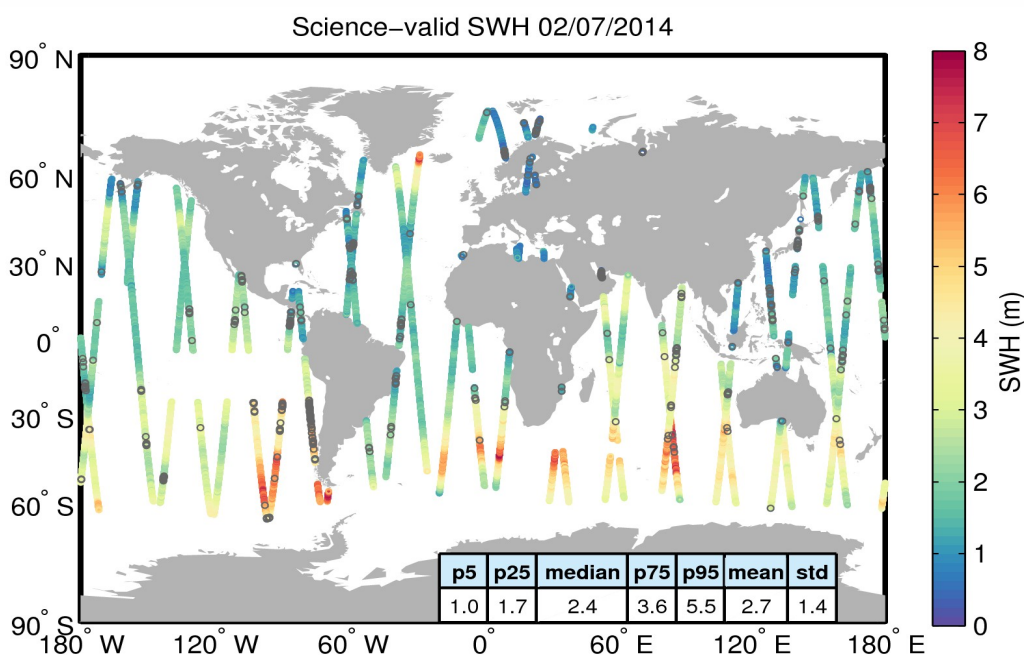 Science−valid SWH 02/07/2014
90° N
60° N
30° N
0°
30° S
60° S
90° S
180° W
120° W
60° W
0°
60° E
120° E
180° E
p5 p25 median p75 p95 mean std
1.0 1.7 2.4 3.6 5.5 2.7 1.4
8
7
6
5
4
3
2
1
0
SWH (m)